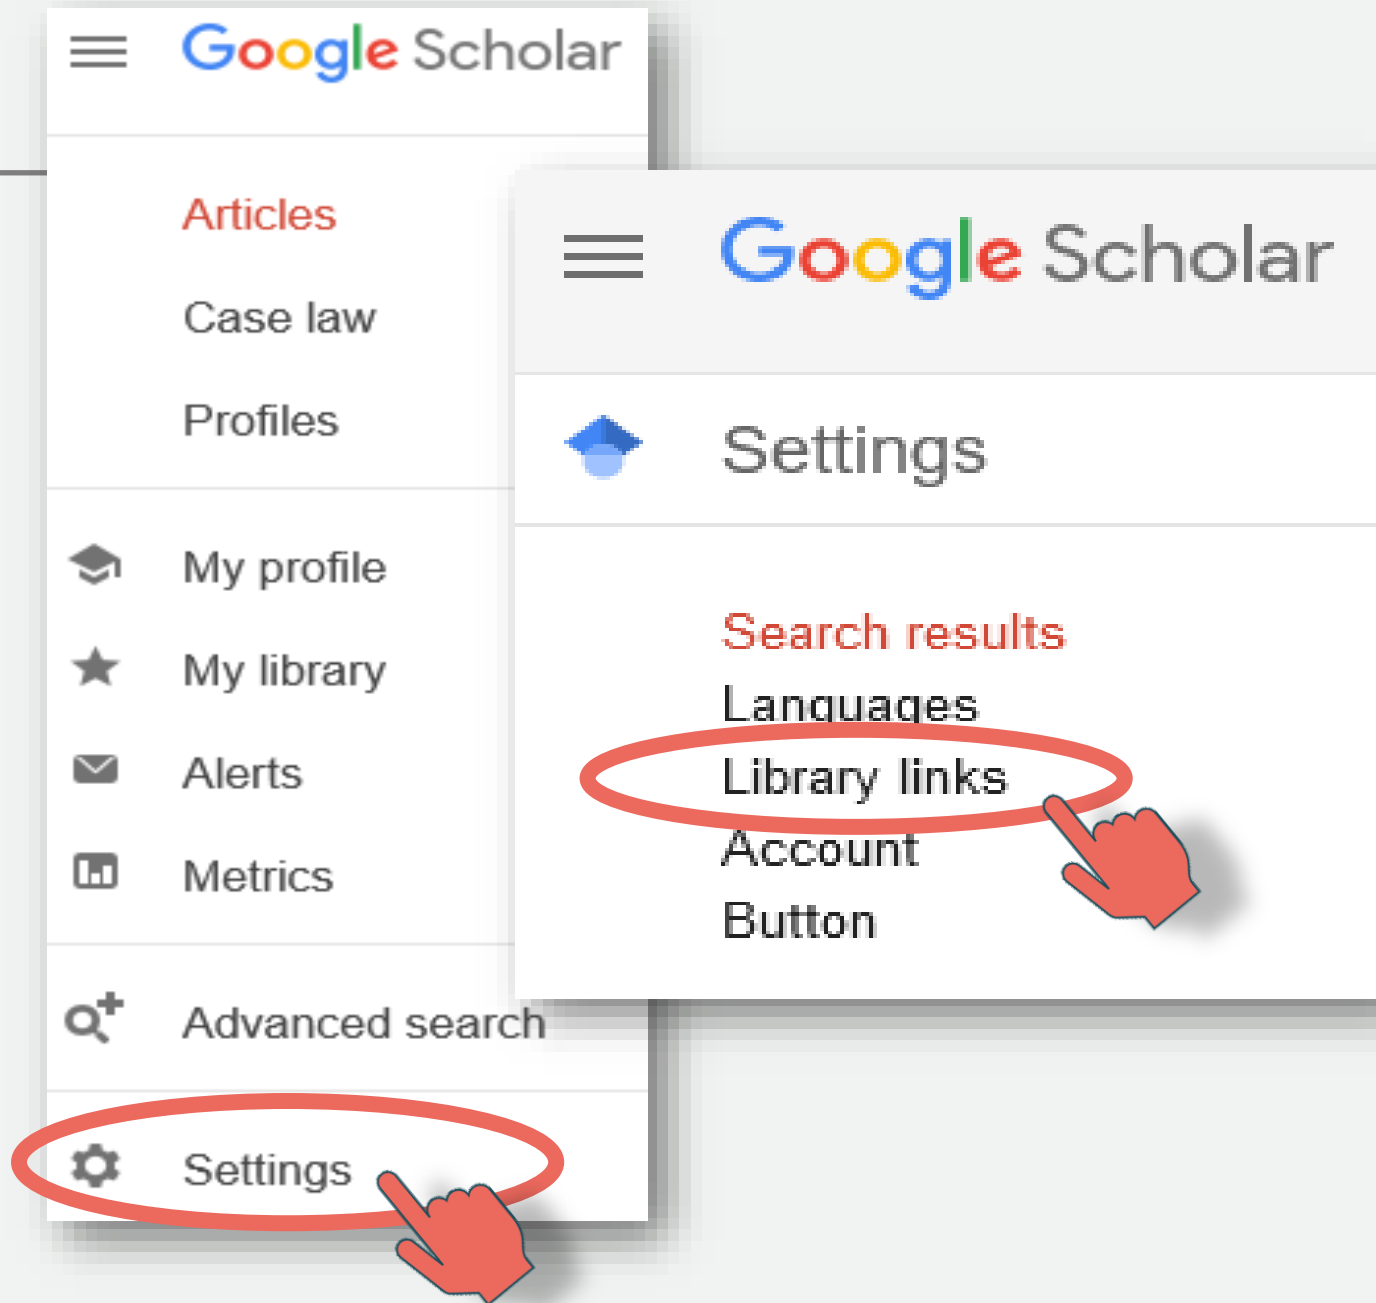 Google Scholar
Articles
Case law
Profiles
My profile
My library
Alerts
Metrics
Advanced search
Settings
Google Scholar
Settings
Search results
Languages
Library links
Account
Button